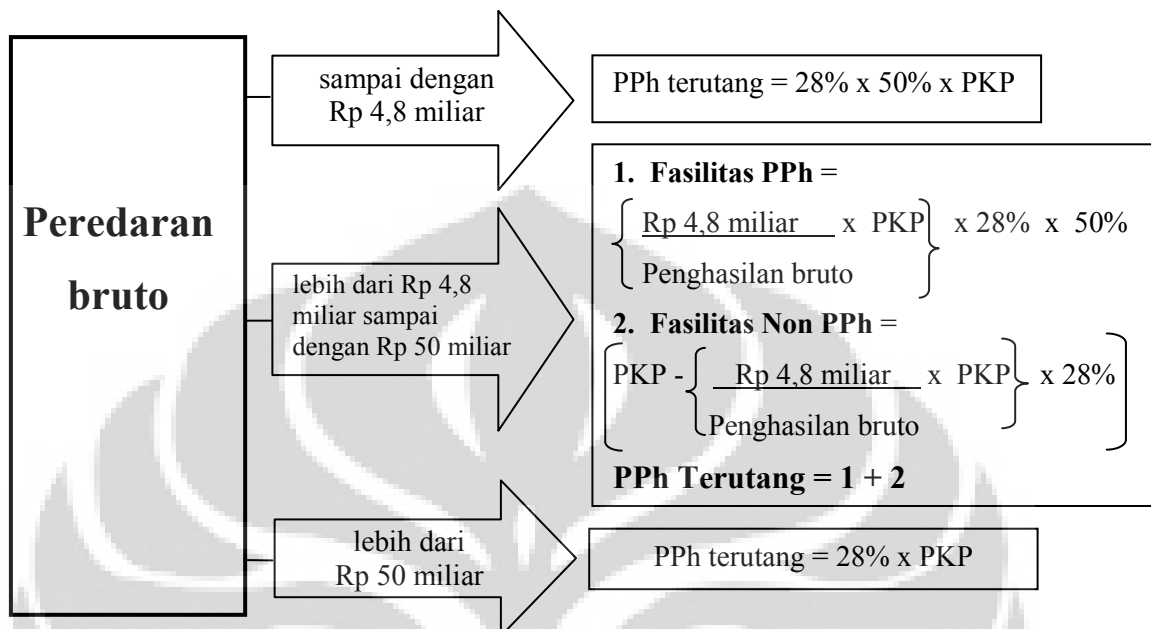 Peredaran
bruto
sampai dengan
Rp 4,8 miliar
PPh terutang = 28% x 50% x PKP
lebih dari Rp 4,8
miliar sampai
dengan Rp 50 miliar
1. Fasilitas PPh =
{ Rp 4,8 miliar x PKP } x 28% x 50%
Penghasilan bruto
2. Fasilitas Non PPh =
[ PKP - { Rp 4,8 miliar x PKP } x 28% ]
Penghasilan bruto
PPh Terutang = 1 + 2
lebih dari
Rp 50 miliar
PPh terutang = 28% x PKP